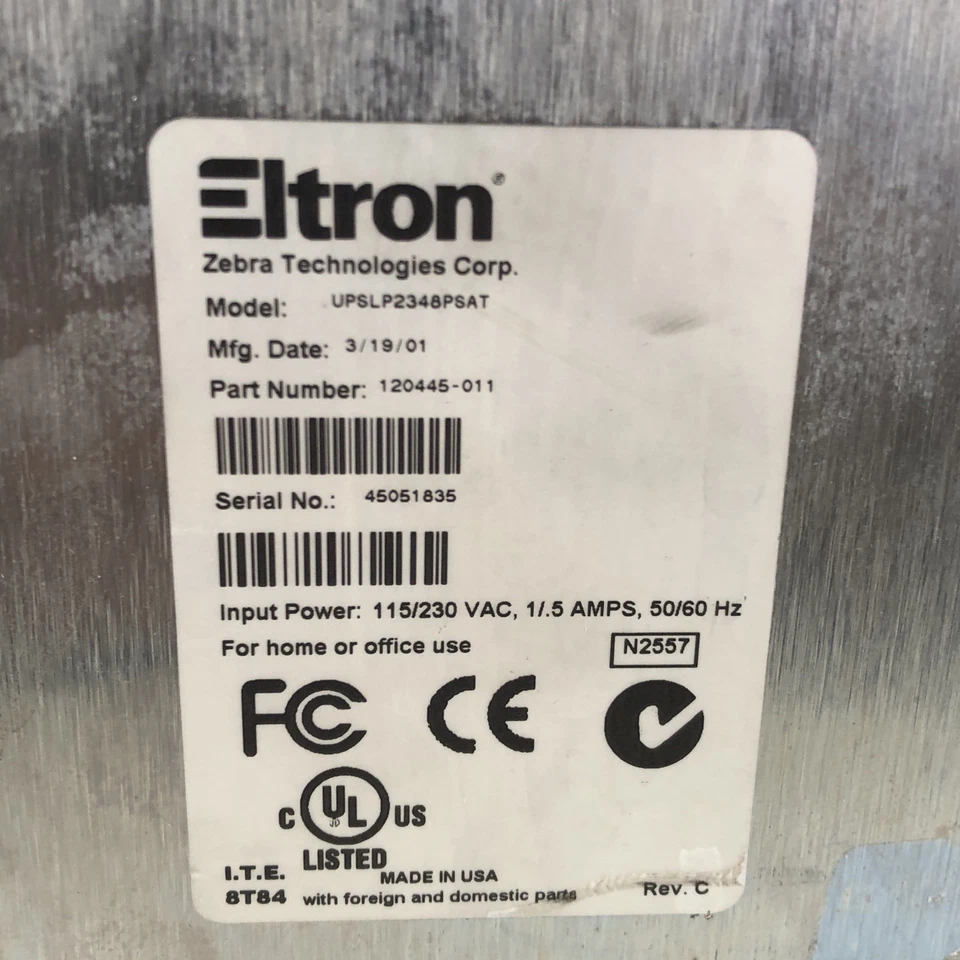 Eltron®
Zebra Technologies Corp.
Model: UPSLP2348PSAT
Mfg. Date: 3/19/01
Part Number: 120445-011
Serial No.: 45051835
Input Power: 115/230 VAC, 1/.5 AMPS, 50/60 Hz
For home or office use
N2557
FC CE
C UL US
JD
LISTED
I.T.E.
8T84
MADE IN USA
with foreign and domestic parts
Rev. C